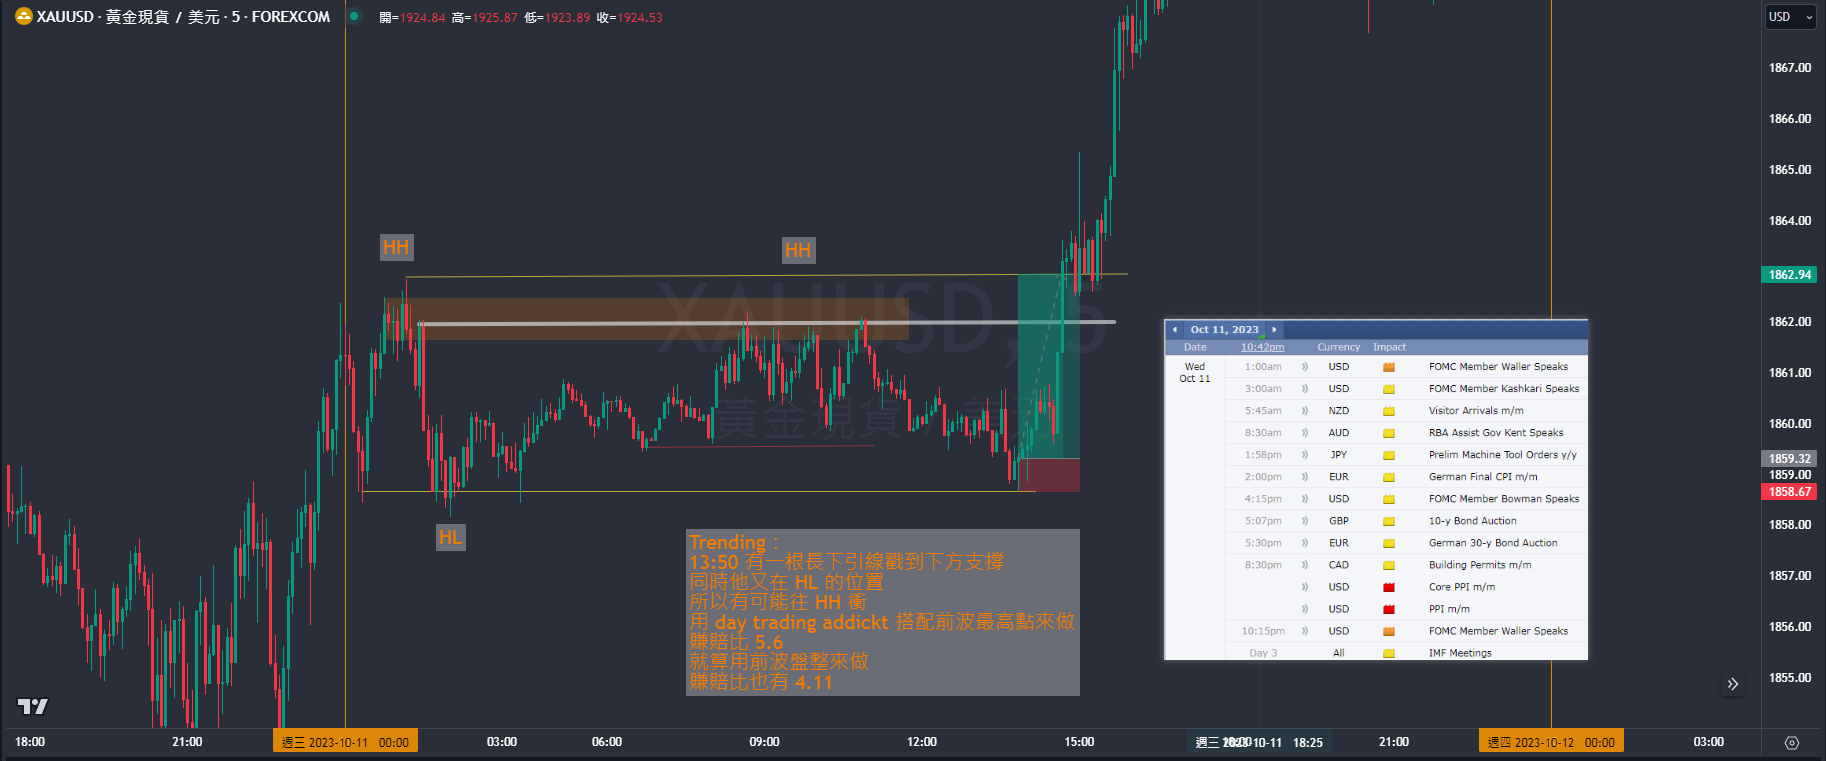 XAUUSD · 黃金現貨 / 美元 · 5 · FOREXCOM 開=1924.84 高=1925.87 低=1923.89 收=1924.53
USD
1867.00
1866.00
1865.00
1864.00
1862.94
1862.00
1861.00
1860.00
1859.32
1859.00
1858.67
1858.00
1857.00
1856.00
1855.00
XAUUSD, 5
黃金現貨 / 美元
HH
HH
HL
Trending：
13:50 有一根長下引線戳到下方支撐
同時他又在 HL 的位置
所以有可能往 HH 衝
用 day trading addickt 搭配前波最高點來做
賺賠比 5.6
就算用前波盤整來做
賺賠比也有 4.11
Oct 11, 2023
Date 10:42pm Currency Impact
Wed Oct 11 1:00am USD FOMC Member Waller Speaks
3:00am USD FOMC Member Kashkari Speaks
5:45am NZD Visitor Arrivals m/m
8:30am AUD RBA Assist Gov Kent Speaks
1:58pm JPY Prelim Machine Tool Orders y/y
2:00pm EUR German Final CPI m/m
4:15pm USD FOMC Member Bowman Speaks
5:07pm GBP 10-y Bond Auction
5:30pm EUR German 30-y Bond Auction
8:30pm CAD Building Permits m/m
USD Core PPI m/m
USD PPI m/m
10:15pm USD FOMC Member Waller Speaks
Day 3 All IMF Meetings
18:00 21:00 週三 2023-10-11 00:00 03:00 06:00 09:00 12:00 15:00 週三 2023-10-11 18:25 21:00 週四 2023-10-12 00:00 03:00